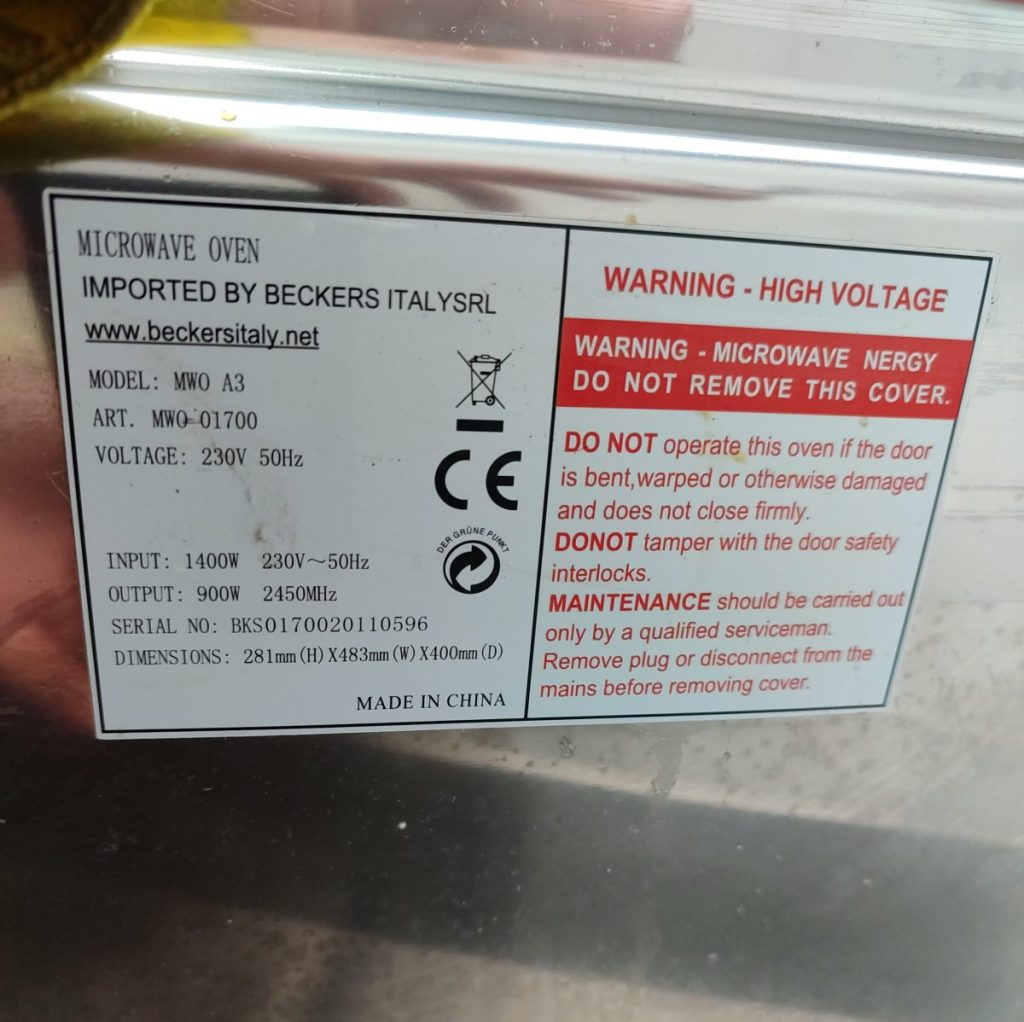 MICROWAVE OVEN
IMPORTED BY BECKERS ITALYSRL
www.beckersitaly.net
MODEL: MWO A3
ART. MWO-01700
VOLTAGE: 230V 50Hz
CE
DER GRÜNE PUNKT
INPUT: 1400W 230V~50Hz
OUTPUT: 900W 2450MHz
SERIAL NO: BKS0170020110596
DIMENSIONS: 281mm(H)X483mm(W)X400mm(D)
MADE IN CHINA
WARNING - HIGH VOLTAGE
WARNING - MICROWAVE NERGY
DO NOT REMOVE THIS COVER.
DO NOT operate this oven if the door
is bent,warped or otherwise damaged
and does not close firmly.
DONOT tamper with the door safety
interlocks.
MAINTENANCE should be carried out
only by a qualified serviceman.
Remove plug or disconnect from the
mains before removing cover.